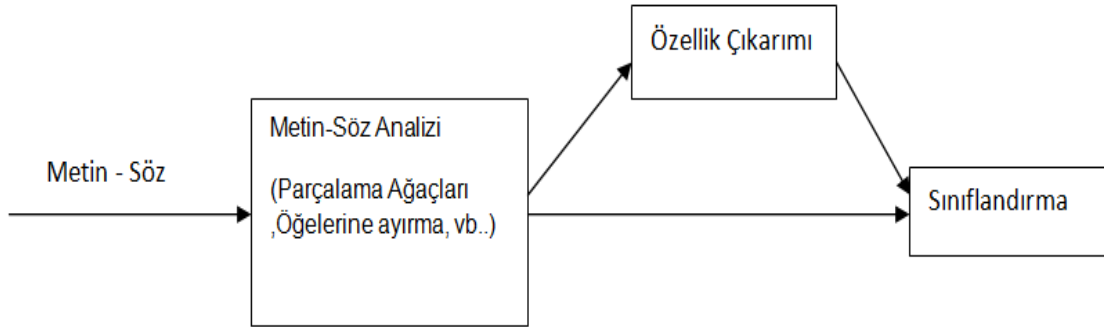 Metin - Söz
Metin-Söz Analizi
(Parçalama Ağaçları
,Öğelerine ayırma, vb..)
Özellik Çıkarımı
Sınıflandırma